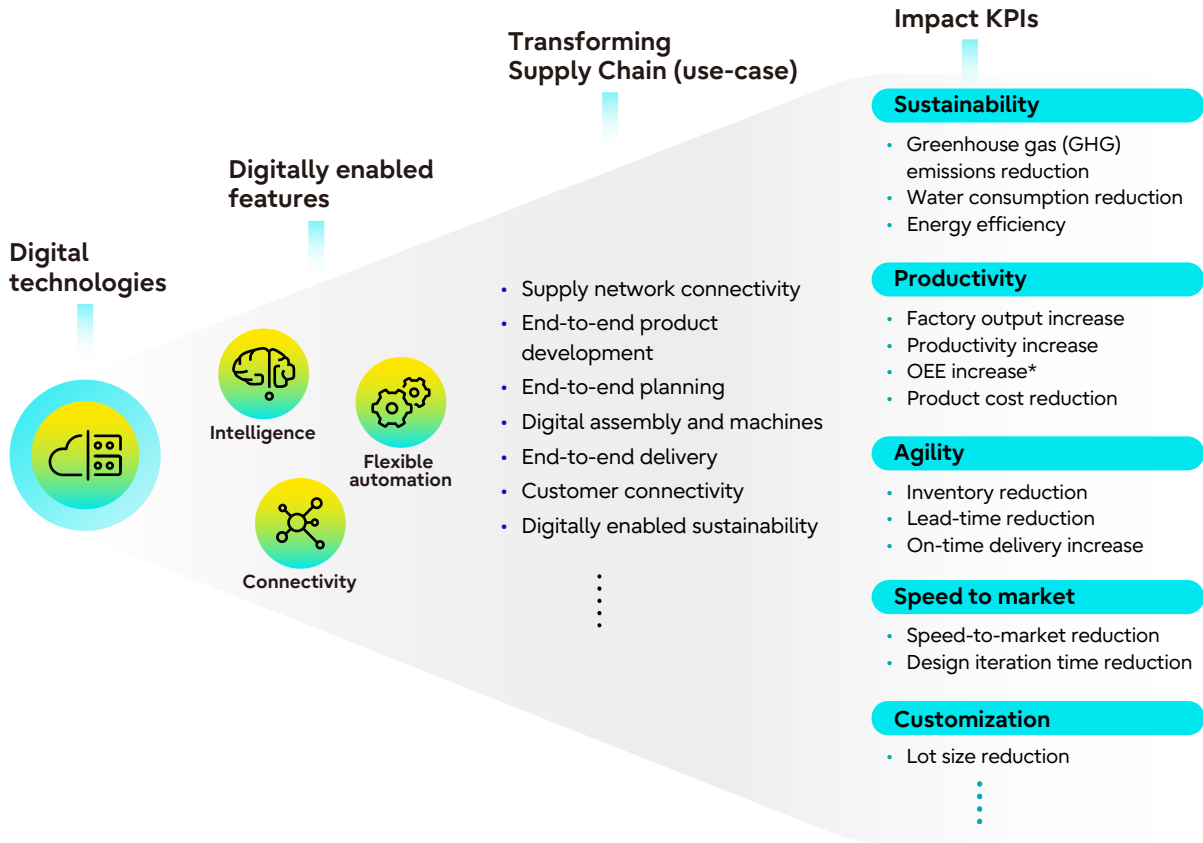 Digital
technologies
Digitally enabled
features
Intelligence
Flexible
automation
Connectivity
Transforming
Supply Chain (use-case)
• Supply network connectivity
• End-to-end product
development
• End-to-end planning
• Digital assembly and machines
• End-to-end delivery
• Customer connectivity
• Digitally enabled sustainability
Impact KPIs
Sustainability
• Greenhouse gas (GHG)
emissions reduction
• Water consumption reduction
• Energy efficiency
Productivity
• Factory output increase
• Productivity increase
• OEE increase*
• Product cost reduction
Agility
• Inventory reduction
• Lead-time reduction
• On-time delivery increase
Speed to market
• Speed-to-market reduction
• Design iteration time reduction
Customization
• Lot size reduction